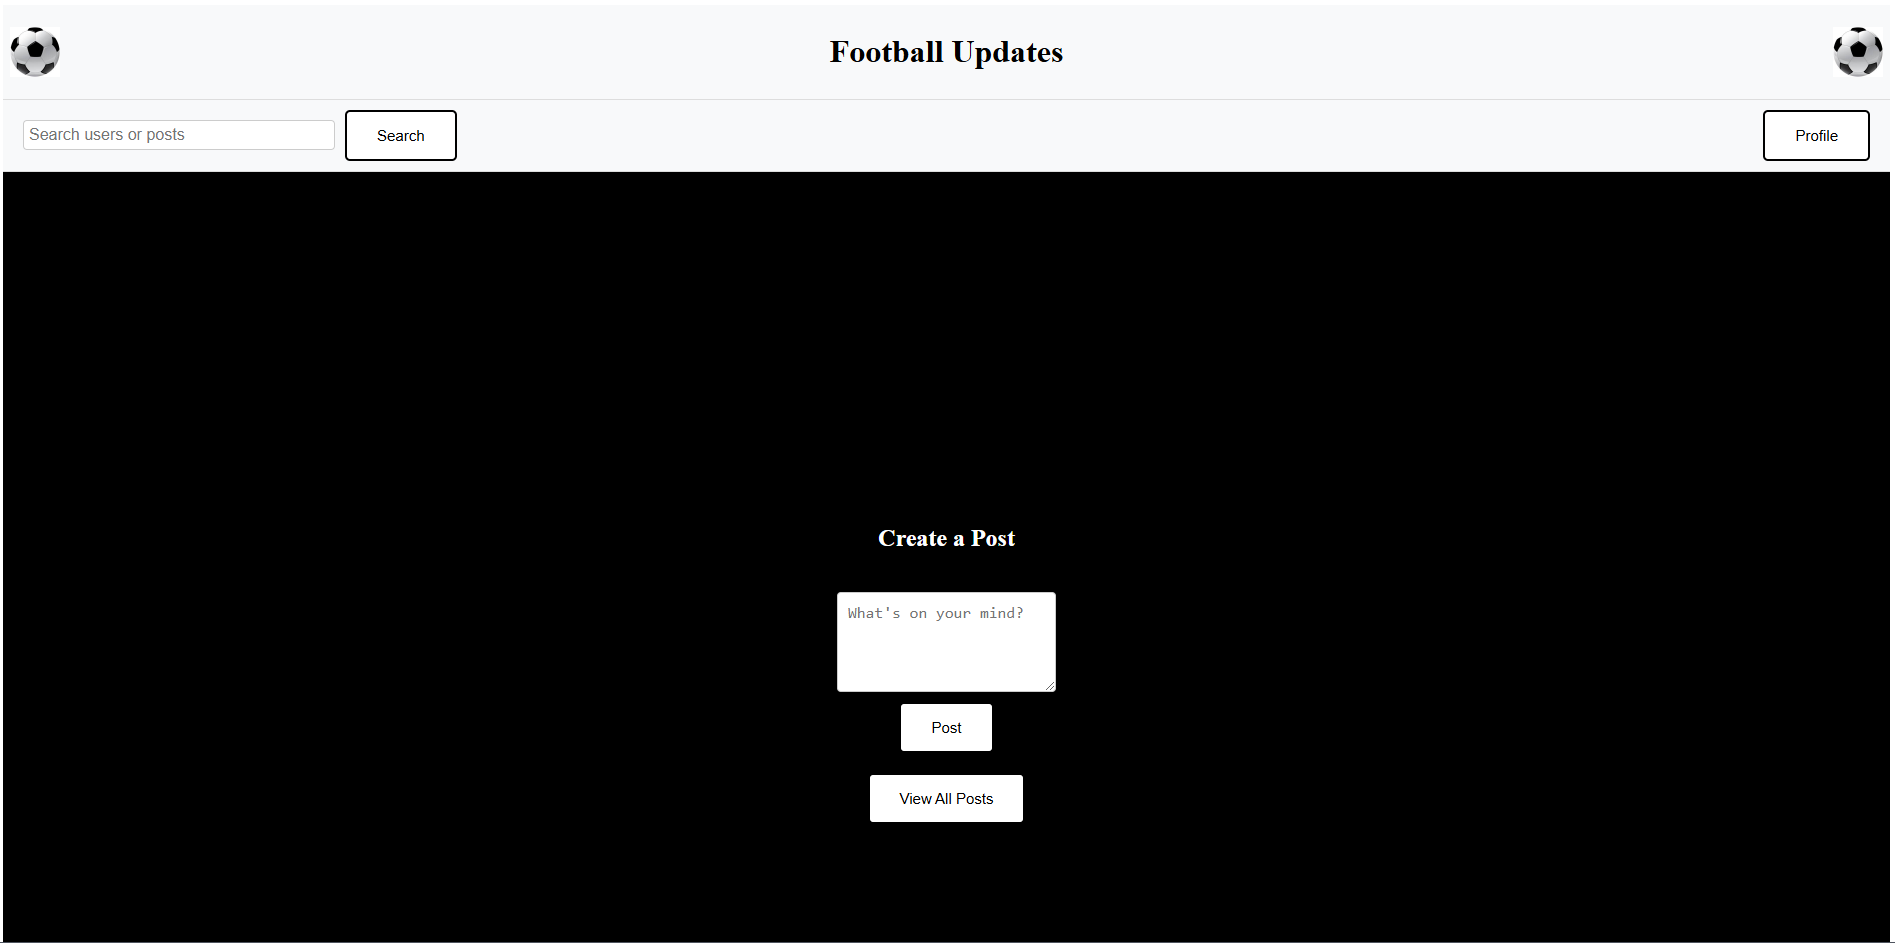 Football Updates
Search users or posts
Search
Profile
Create a Post
What's on your mind?
Post
View All Posts